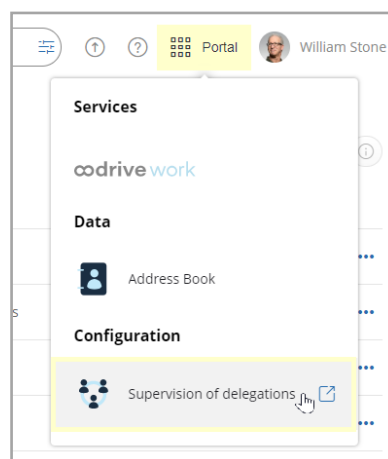 Portal William Stone
Services
oodrive work
Data
Address Book
s
Configuration
Supervision of delegations